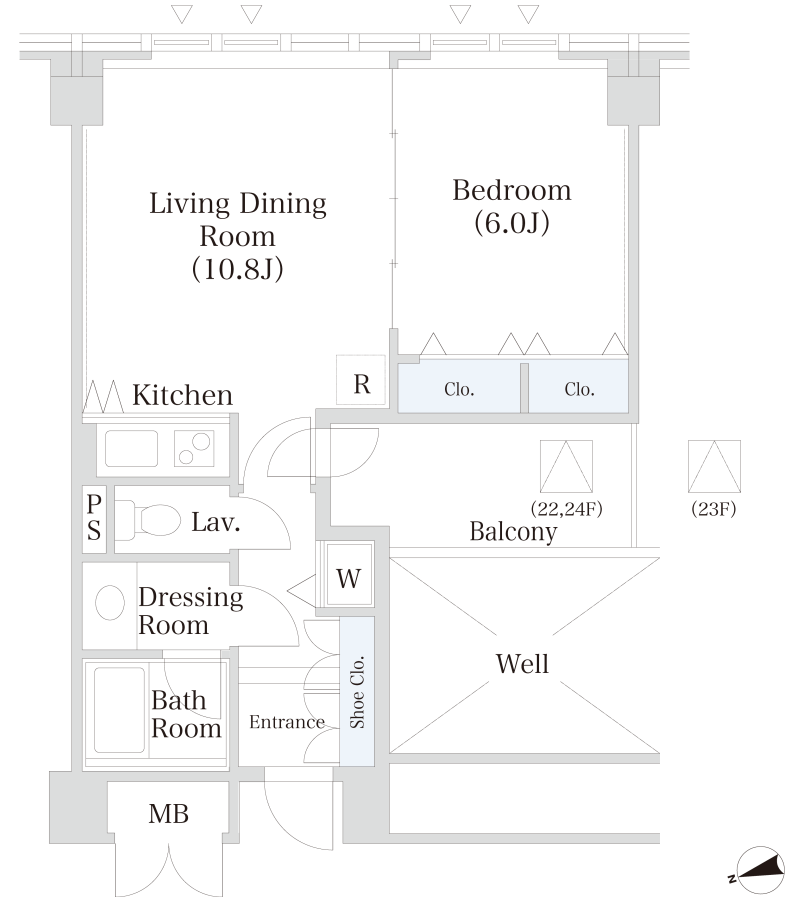 Living Dining
Room
(10.8J)
Bedroom
(6.0J)
Kitchen
R
Clo.
Clo.
P
S
Lav.
(22,24F)
(23F)
Balcony
W
Dressing
Room
Well
Shoe Clo.
Bath
Room
Entrance
MB
N